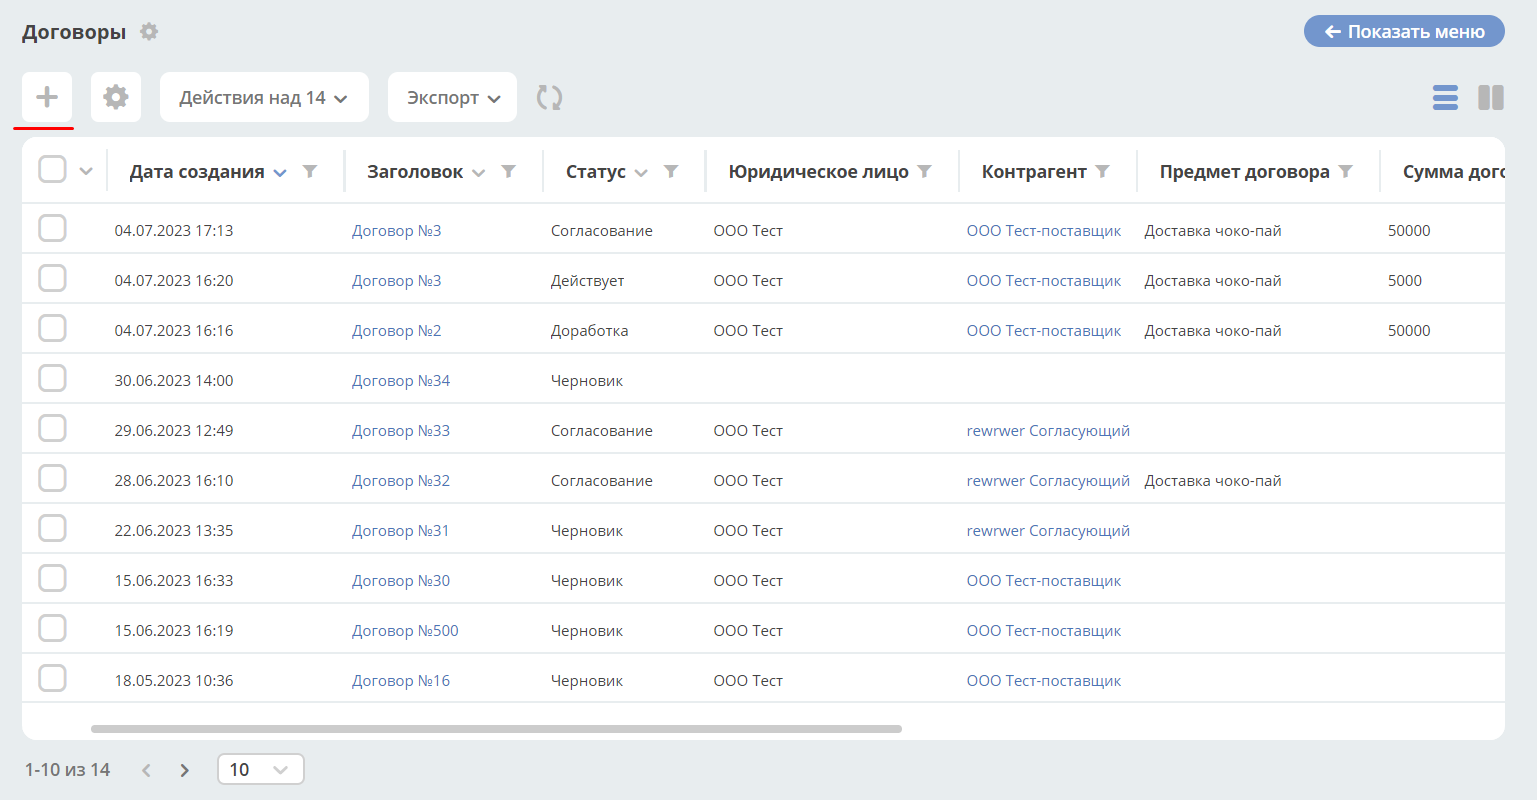 Договоры
Показать меню
Действия над 14
Экспорт
Дата создания Заголовок Статус Юридическое лицо Контрагент Предмет договора Сумма дого
04.07.2023 17:13 Договор №3 Согласование ООО Тест ООО Тест-поставщик Доставка чоко-пай 50000
04.07.2023 16:20 Договор №3 Действует ООО Тест ООО Тест-поставщик Доставка чоко-пай 5000
04.07.2023 16:16 Договор №2 Доработка ООО Тест ООО Тест-поставщик Доставка чоко-пай 50000
30.06.2023 14:00 Договор №34 Черновик
29.06.2023 12:49 Договор №33 Согласование ООО Тест rewrwer Согласующий
28.06.2023 16:10 Договор №32 Согласование ООО Тест rewrwer Согласующий Доставка чоко-пай
22.06.2023 13:35 Договор №31 Черновик ООО Тест rewrwer Согласующий
15.06.2023 16:33 Договор №30 Черновик ООО Тест ООО Тест-поставщик
15.06.2023 16:19 Договор №500 Черновик ООО Тест ООО Тест-поставщик
18.05.2023 10:36 Договор №16 Черновик ООО Тест ООО Тест-поставщик
1-10 из 14
10